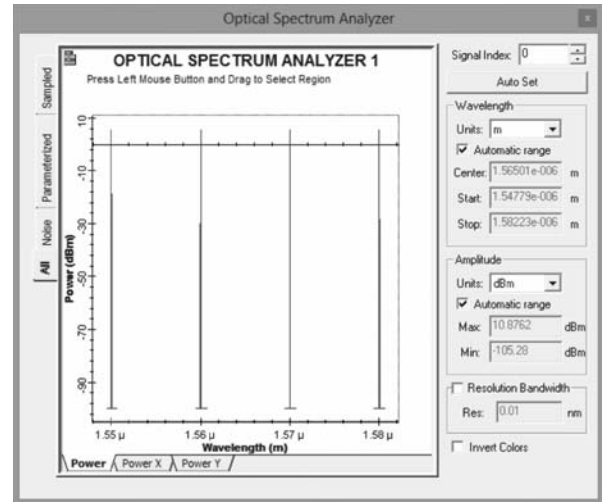 Optical Spectrum Analyzer
x
OPTICAL SPECTRUM ANALYZER 1
Press Left Mouse Button and Drag to Select Region
Sampled
Parameterized
Noise
All
Power (dBm)
10
-10
-30
-50
-70
-90
1.55 µ
1.56 µ
1.57 µ
1.58 µ
Wavelength (m)
Power
Power X
Power Y
Signal Index: 0
Auto Set
Wavelength
Units: m
Automatic range
Center: 1.56501e-006 m
Start: 1.54779e-006 m
Stop: 1.58223e-006 m
Amplitude
Units: dBm
Automatic range
Max: 10.8762 dBm
Min: -105.28 dBm
Resolution Bandwidth
Res: 0.01 nm
Invert Colors